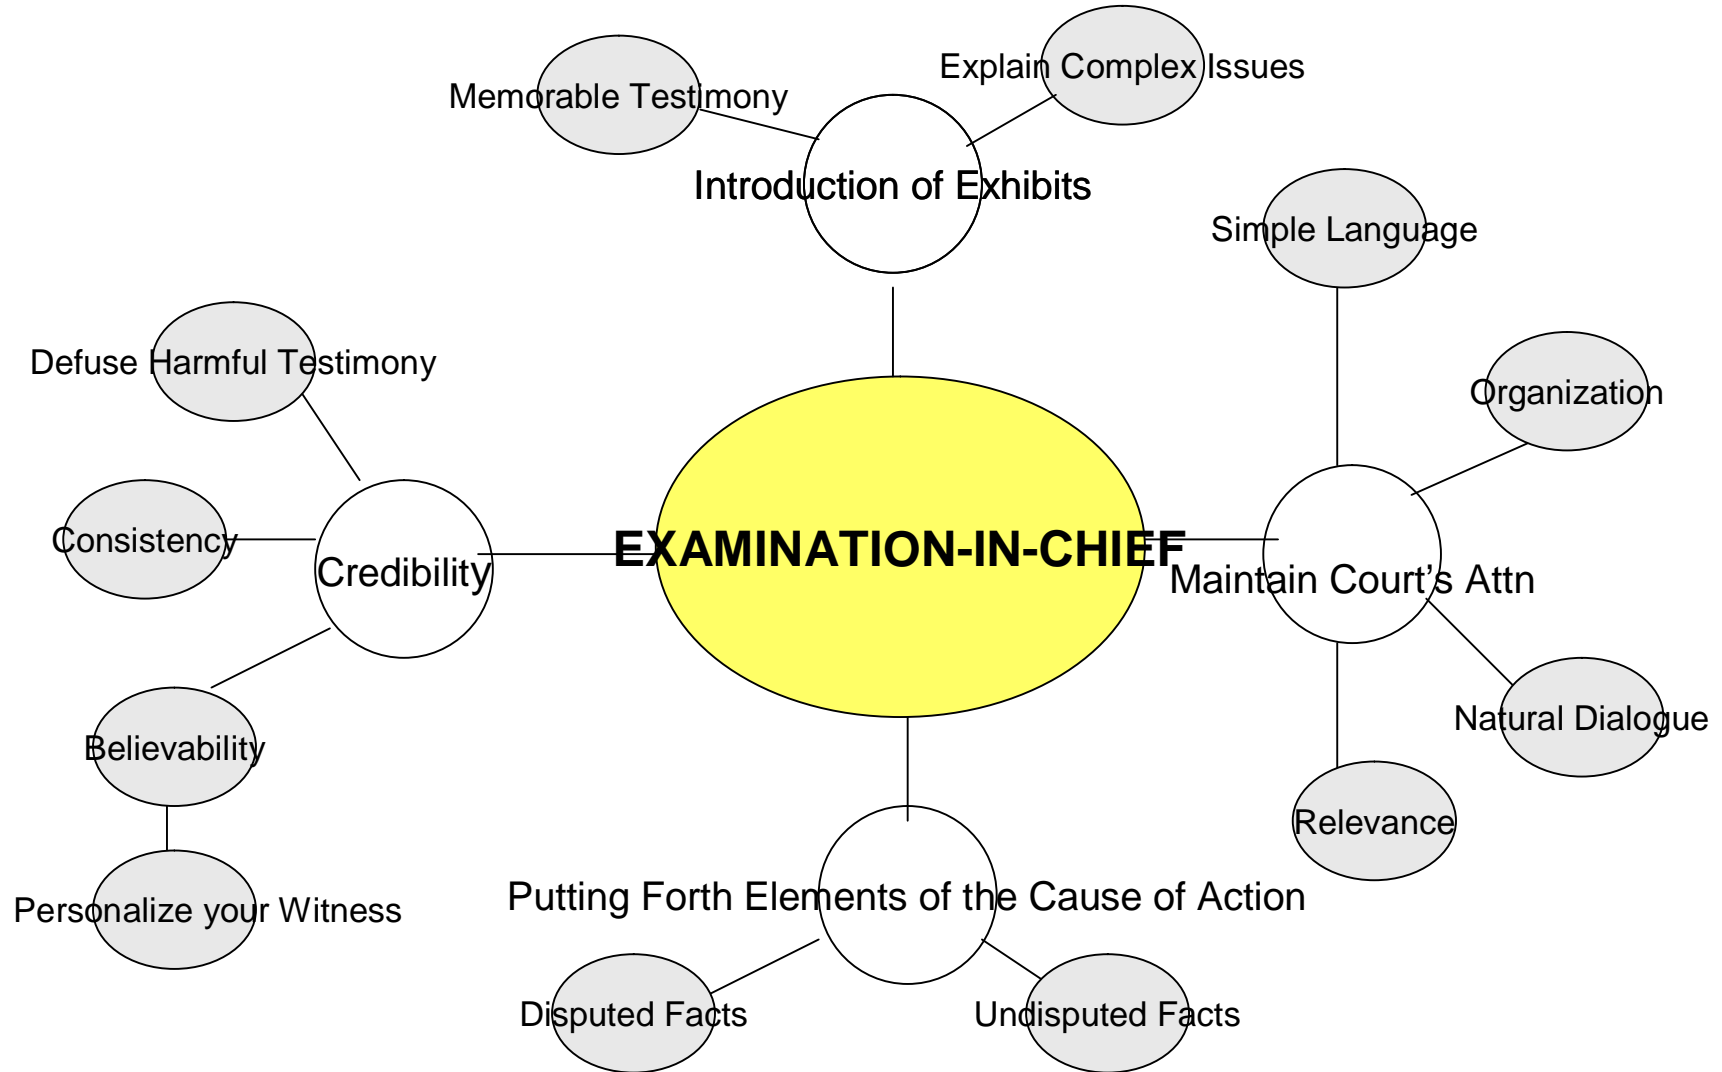 Explain Complex Issues
Memorable Testimony
Introduction of Exhibits
Simple Language
Defuse Harmful Testimony
Organization
Consistency
Credibility
EXAMINATION-IN-CHIEF
Maintain Court’s Attn
Believability
Natural Dialogue
Relevance
Personalize your Witness
Putting Forth Elements of the Cause of Action
Disputed Facts
Undisputed Facts